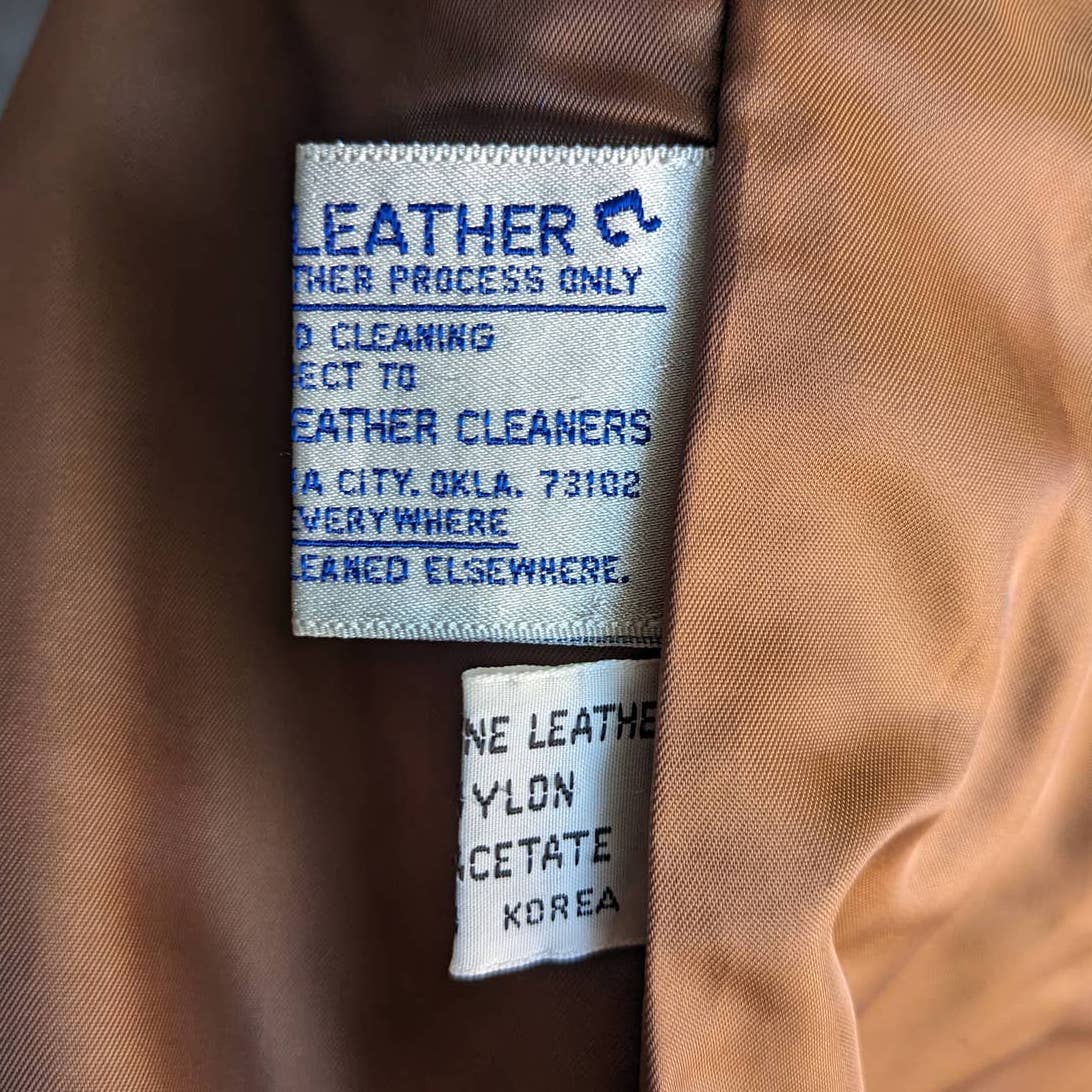 LEATHER
THER PROCESS ONLY
D CLEANING
ECT TO
EATHER CLEANERS
A CITY. OKLA. 73102
EVERYWHERE
LEANED ELSEWHERE.
NE LEATHE
YLON
ACETATE
KOREA